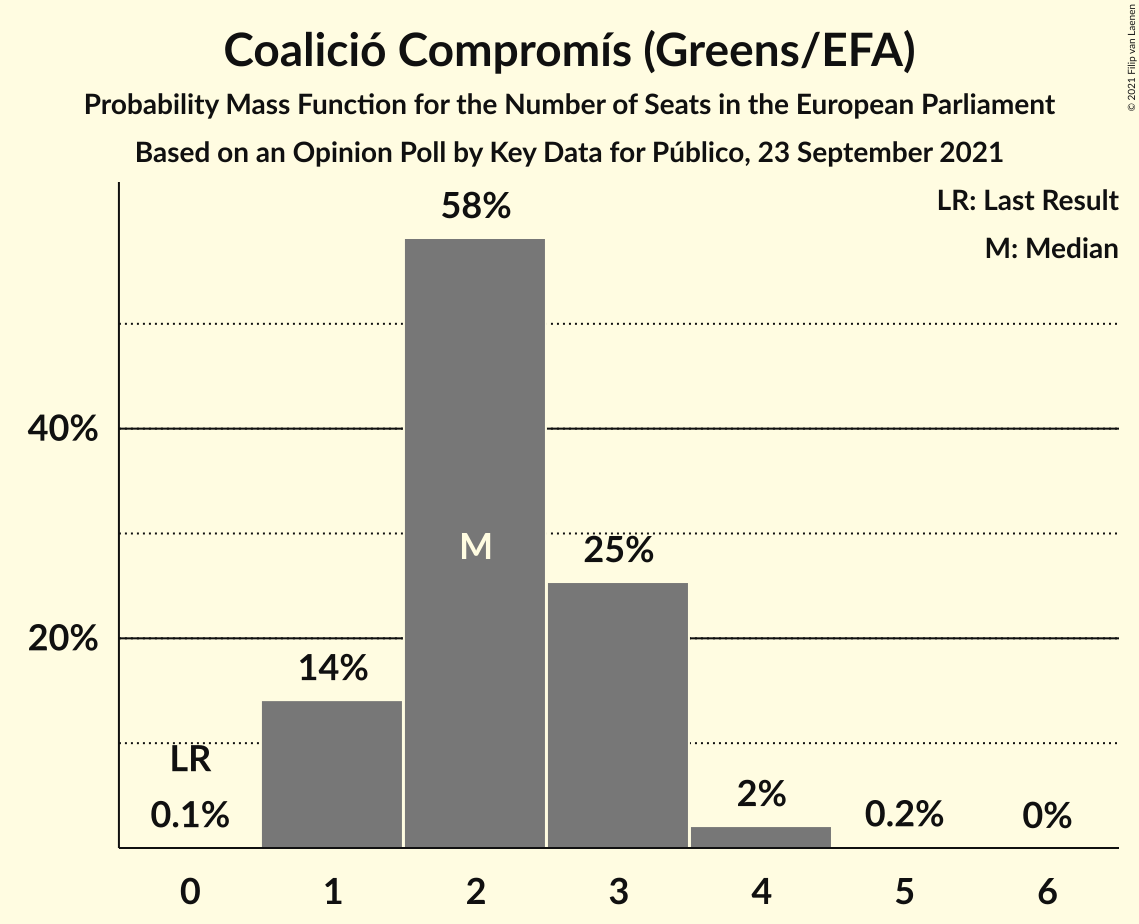 Coalició Compromís (Greens/EFA)
Probability Mass Function for the Number of Seats in the European Parliament
Based on an Opinion Poll by Key Data for Público, 23 September 2021
© 2021 Filip van Laenen
LR: Last Result
M: Median
58%
40%
M
25%
20%
14%
LR
0.1%
2%
0.2%
0%
0 1 2 3 4 5 6